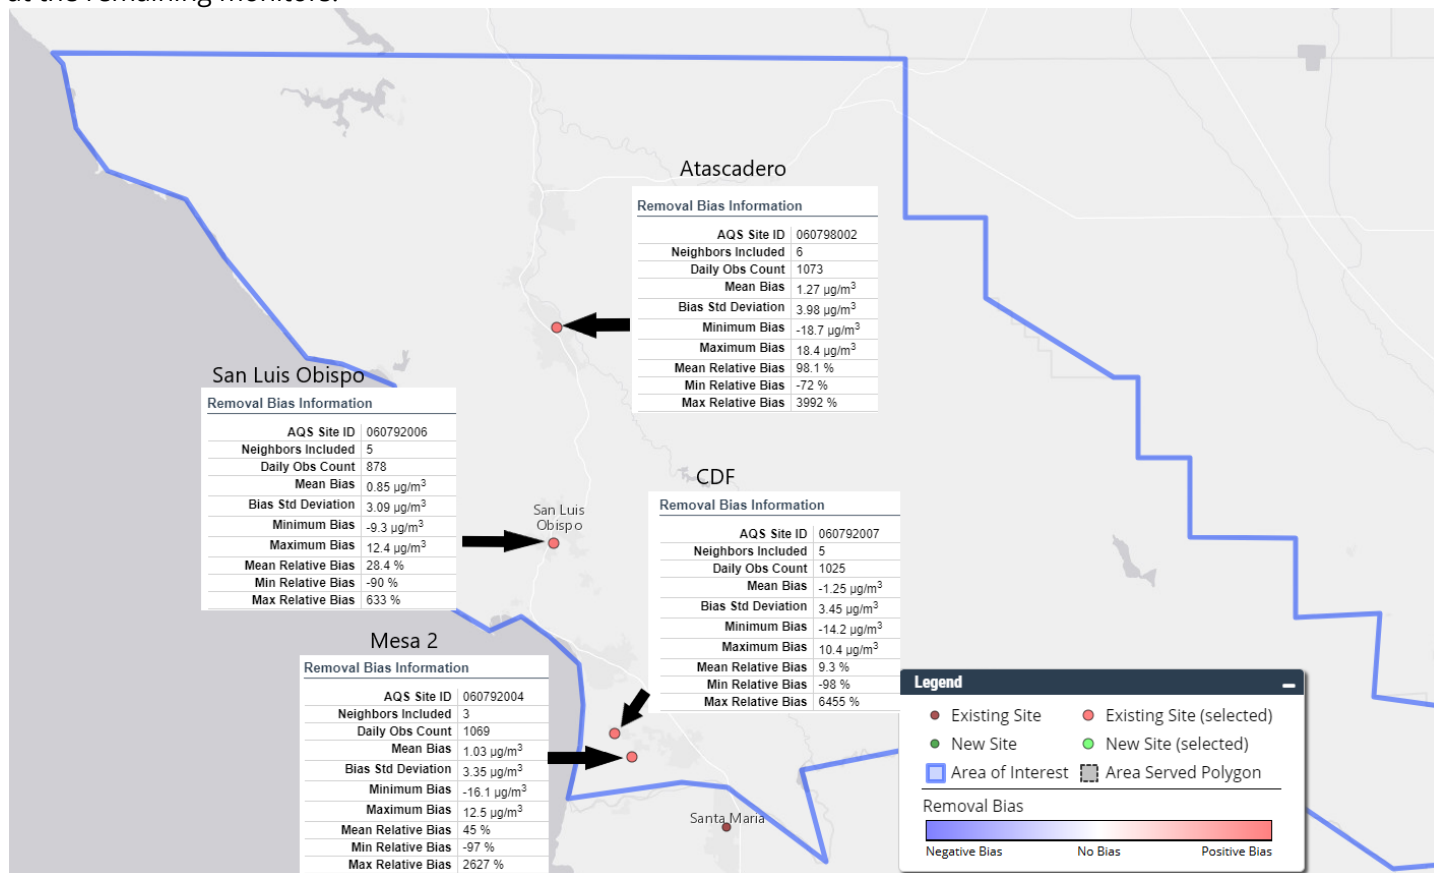 at the remaining monitors.
Atascadero
Removal Bias Information
AQS Site ID 060798002
Neighbors Included 6
Daily Obs Count 1073
Mean Bias 1.27 µg/m³
Bias Std Deviation 3.98 µg/m³
Minimum Bias -18.7 µg/m³
Maximum Bias 18.4 µg/m³
Mean Relative Bias 98.1 %
Min Relative Bias -72 %
Max Relative Bias 3992 %
San Luis Obispo
Removal Bias Information
AQS Site ID 060792006
Neighbors Included 5
Daily Obs Count 878
Mean Bias 0.85 µg/m³
Bias Std Deviation 3.09 µg/m³
Minimum Bias -9.3 µg/m³
Maximum Bias 12.4 µg/m³
Mean Relative Bias 28.4 %
Min Relative Bias -90 %
Max Relative Bias 633 %
San Luis
Obispo
CDF
Removal Bias Information
AQS Site ID 060792007
Neighbors Included 5
Daily Obs Count 1025
Mean Bias -1.25 µg/m³
Bias Std Deviation 3.45 µg/m³
Minimum Bias -14.2 µg/m³
Maximum Bias 10.4 µg/m³
Mean Relative Bias 9.3 %
Min Relative Bias -98 %
Max Relative Bias 6455 %
Mesa 2
Removal Bias Information
AQS Site ID 060792004
Neighbors Included 3
Daily Obs Count 1069
Mean Bias 1.03 µg/m³
Bias Std Deviation 3.35 µg/m³
Minimum Bias -16.1 µg/m³
Maximum Bias 12.5 µg/m³
Mean Relative Bias 45 %
Min Relative Bias -97 %
Max Relative Bias 2627 %
Santa Maria
Legend
Existing Site Existing Site (selected)
New Site New Site (selected)
Area of Interest Area Served Polygon
Removal Bias
Negative Bias No Bias Positive Bias